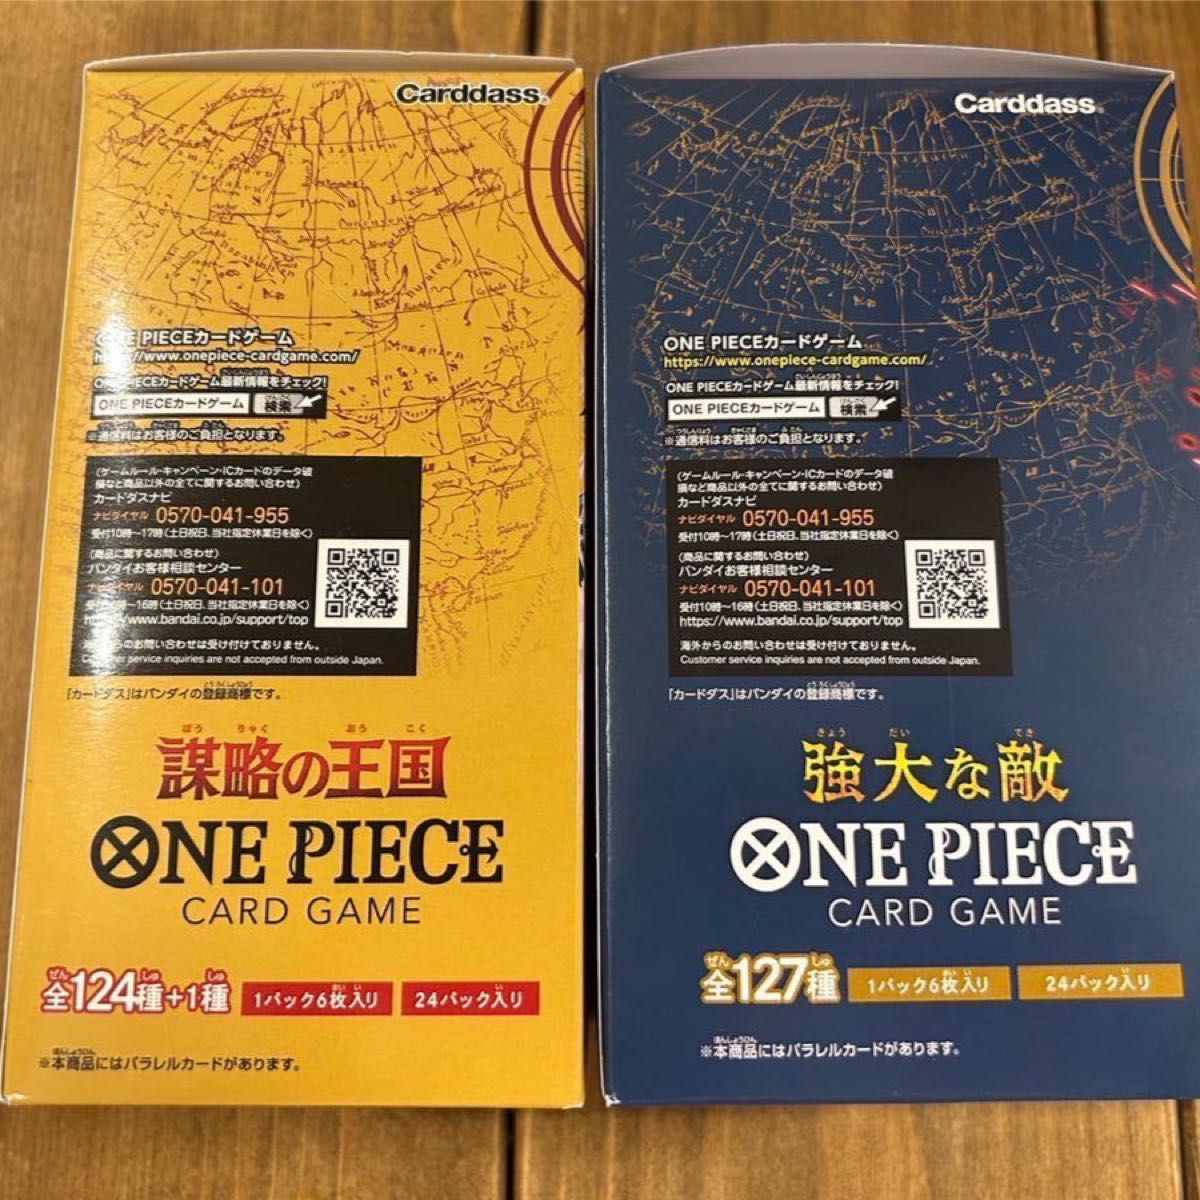 Carddass®
ONE PIECEカードゲーム
https://www.onepiece-cardgame.com/
ONE PIECEカードゲーム最新情報をチェック!
ONE PIECEカードゲーム 検索
※通信料はお客様のご負担となります。
〈ゲームルール・キャンペーン・ICカードのデータ破
損など商品以外の全てに関するお問い合わせ〉
カードダスナビ
ナビダイヤル 0570-041-955
受付10時〜17時(土日祝日、当社指定休業日を除く)
〈商品に関するお問い合わせ〉
バンダイお客様相談センター
ナビダイヤル 0570-041-101
受付10時〜16時(土日祝日、当社指定休業日を除く)
https://www.bandai.co.jp/support/top
海外からのお問い合わせは受け付けておりません。
Customer service inquiries are not accepted from outside Japan.
「カードダス」はバンダイの登録商標です。
ぼう りゃく おう こく
謀略の王国
ONE PIECE
CARD GAME
全124種+1種 1パック6枚入り 24パック入り
※本商品にはパラレルカードがあります。
Carddass®
ONE PIECEカードゲーム
https://www.onepiece-cardgame.com/
ONE PIECEカードゲーム最新情報をチェック!
ONE PIECEカードゲーム 検索
※通信料はお客様のご負担となります。
〈ゲームルール・キャンペーン・ICカードのデータ破
損など商品以外の全てに関するお問い合わせ〉
カードダスナビ
ナビダイヤル 0570-041-955
受付10時〜17時(土日祝日、当社指定休業日を除く)
〈商品に関するお問い合わせ〉
バンダイお客様相談センター
ナビダイヤル 0570-041-101
受付10時〜16時(土日祝日、当社指定休業日を除く)
https://www.bandai.co.jp/support/top
海外からのお問い合わせは受け付けておりません。
Customer service inquiries are not accepted from outside Japan.
「カードダス」はバンダイの登録商標です。
きょう だい てき
強大な敵
ONE PIECE
CARD GAME
全127種 1パック6枚入り 24パック入り
※本商品にはパラレルカードがあります。